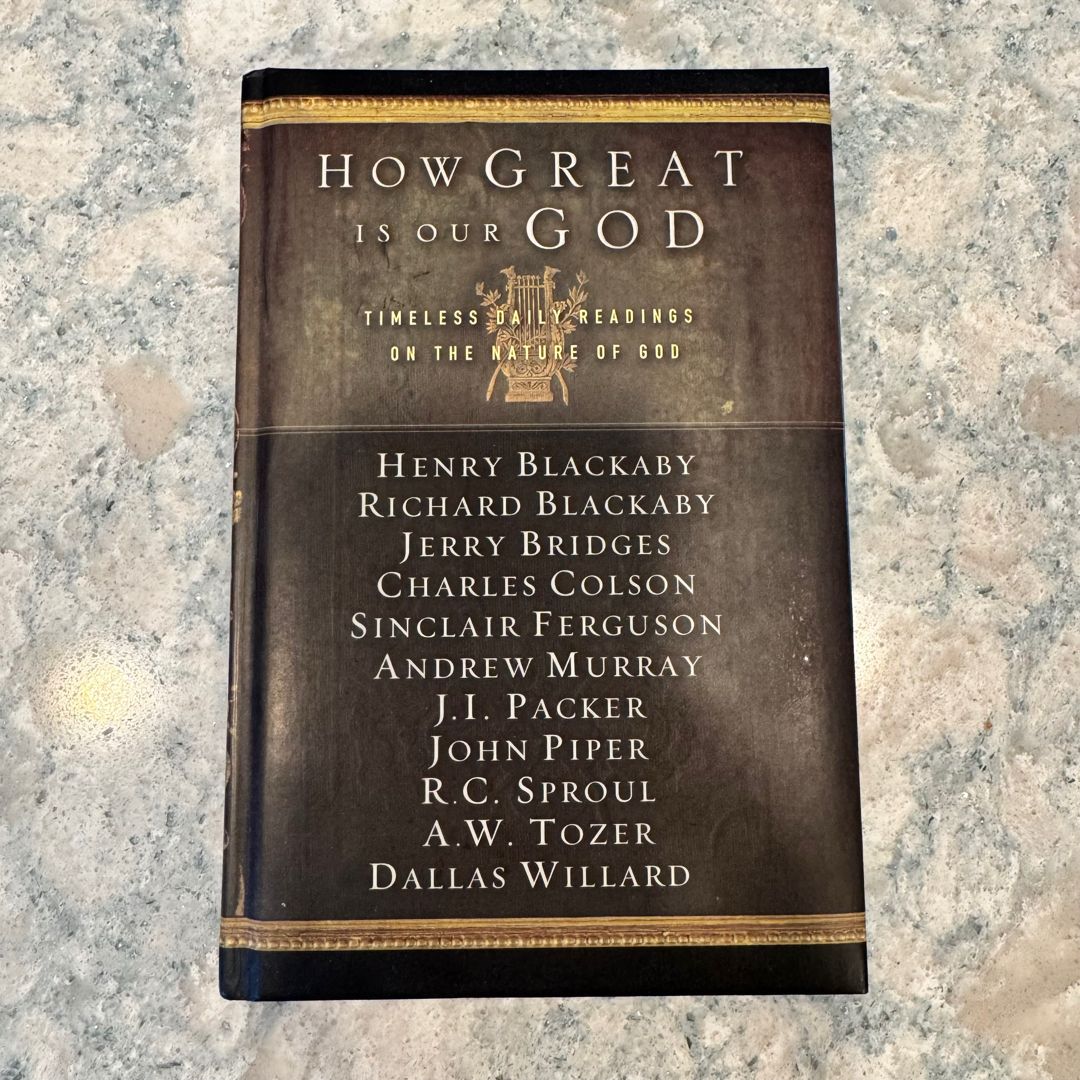 HOW GREAT
IS OUR GOD
TIMELESS DAILY READINGS
ON THE NATURE OF GOD
HENRY BLACKABY
RICHARD BLACKABY
JERRY BRIDGES
CHARLES COLSON
SINCLAIR FERGUSON
ANDREW MURRAY
J.I. PACKER
JOHN PIPER
R.C. SPROUL
A.W. TOZER
DALLAS WILLARD